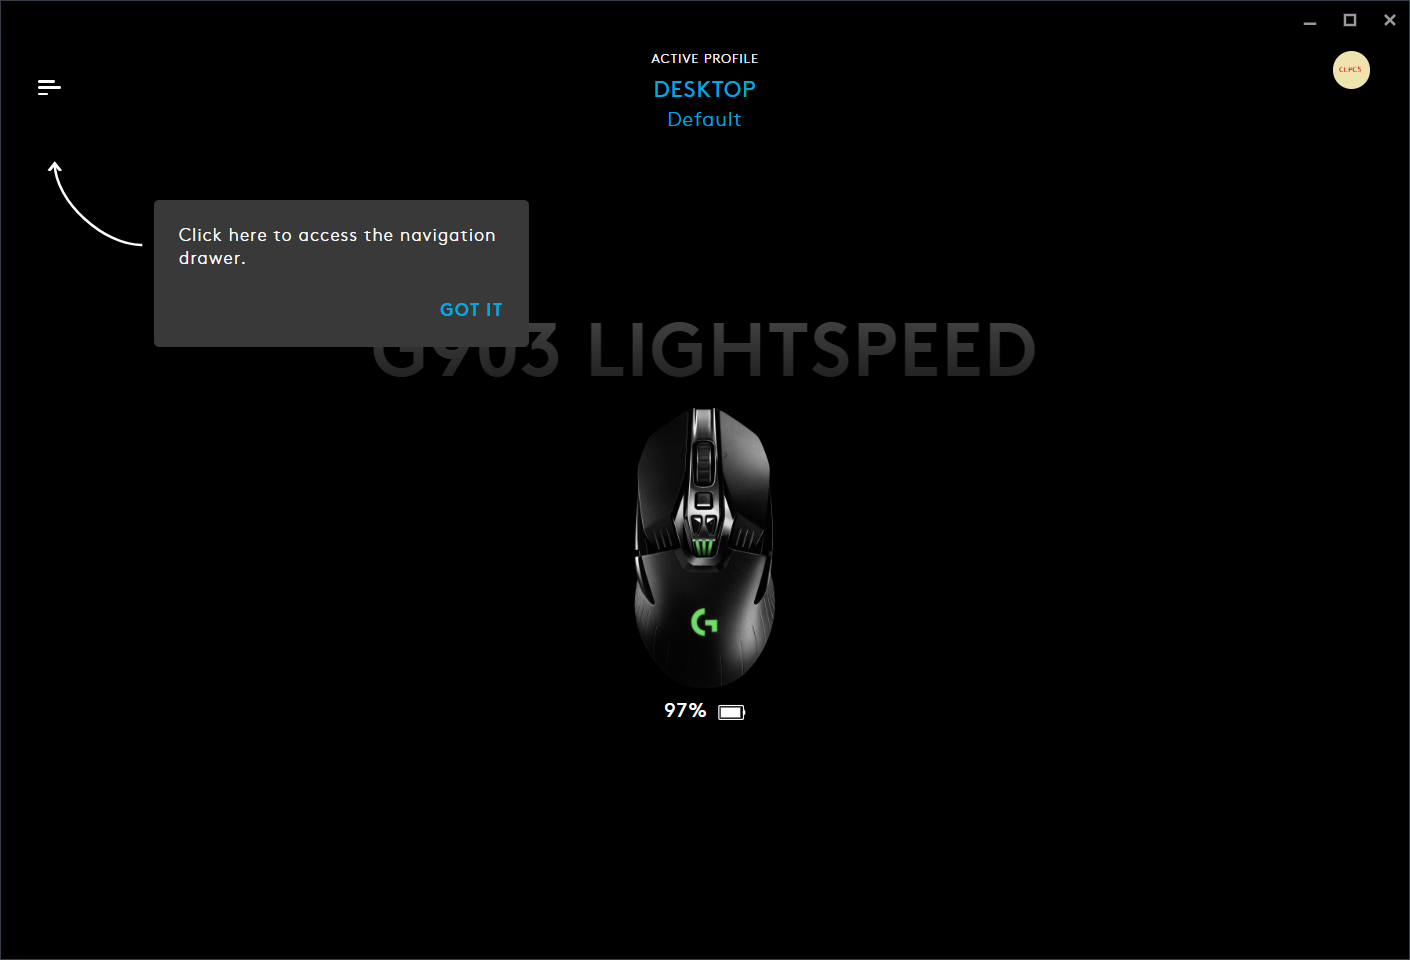 ACTIVE PROFILE
DESKTOP
Default
CLPCS
Click here to access the navigation
drawer.
GOT IT
G903 LIGHTSPEED
97%